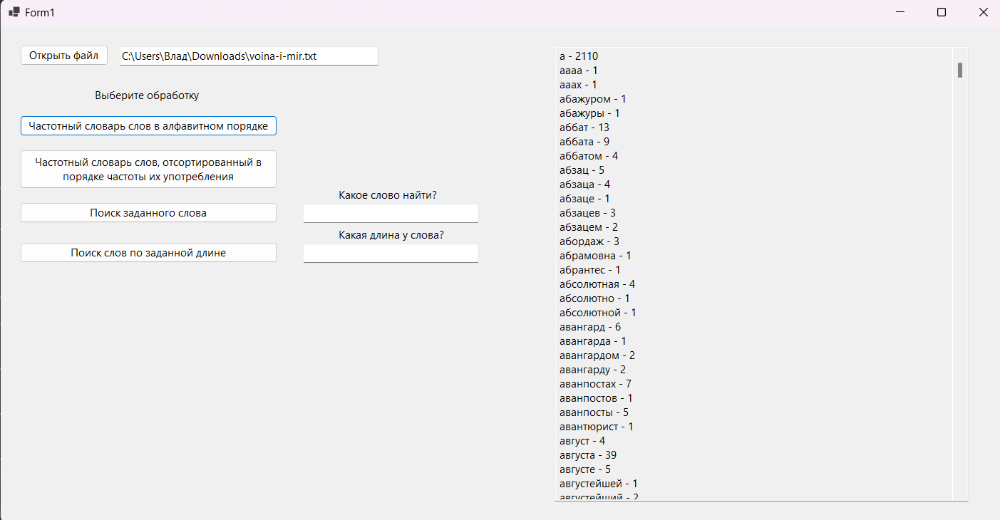 Form1
Открыть файл
C:\Users\Влад\Downloads\voina-i-mir.txt
Выберите обработку
Частотный словарь слов в алфавитном порядке
Частотный словарь слов, отсортированный в
порядке частоты их употребления
Поиск заданного слова
Поиск слов по заданной длине
Какое слово найти?
Какая длина у слова?
а - 2110
аааа - 1
ааах - 1
абажуром - 1
абажуры - 1
аббат - 13
аббата - 9
аббатом - 4
абзац - 5
абзаца - 4
абзаце - 1
абзацев - 3
абзацем - 2
абордаж - 3
абрамовна - 1
абрантес - 1
абсолютная - 4
абсолютно - 1
абсолютной - 1
авангард - 6
авангарда - 1
авангардом - 2
авангарду - 2
аванпостах - 7
аванпостов - 1
аванпосты - 5
авантюрист - 1
август - 4
августа - 39
августе - 5
августейшей - 1
августейший - 2